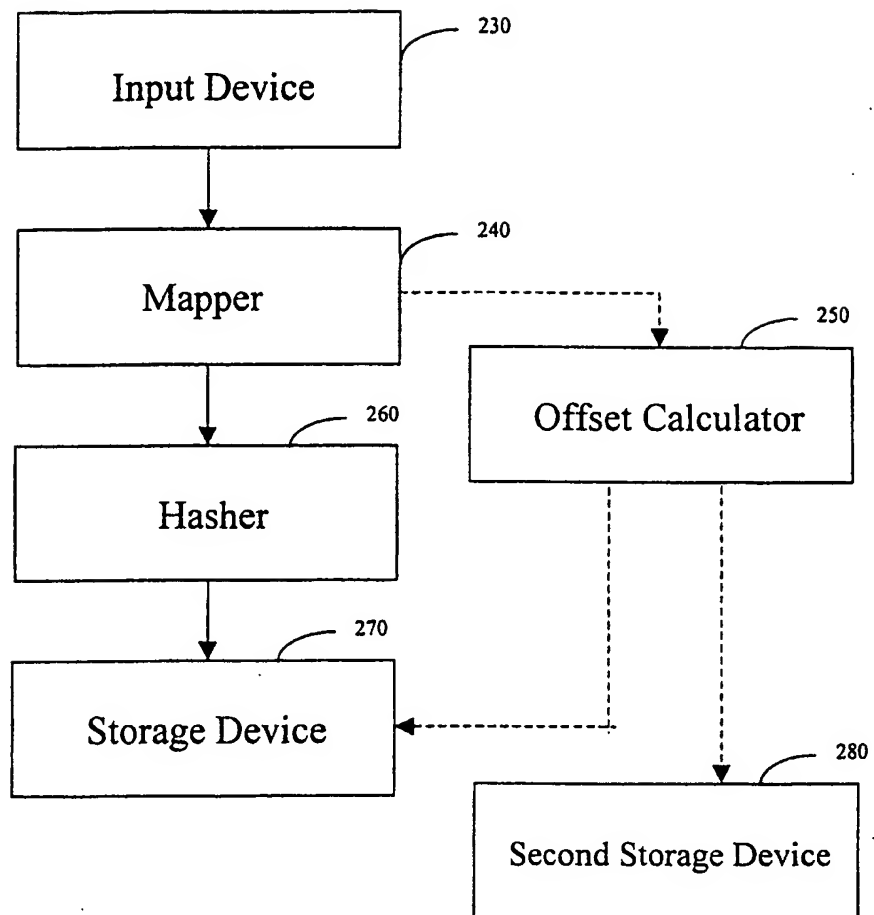 230
Input Device
240
Mapper
250
Offset Calculator
260
Hasher
270
Storage Device
280
Second Storage Device